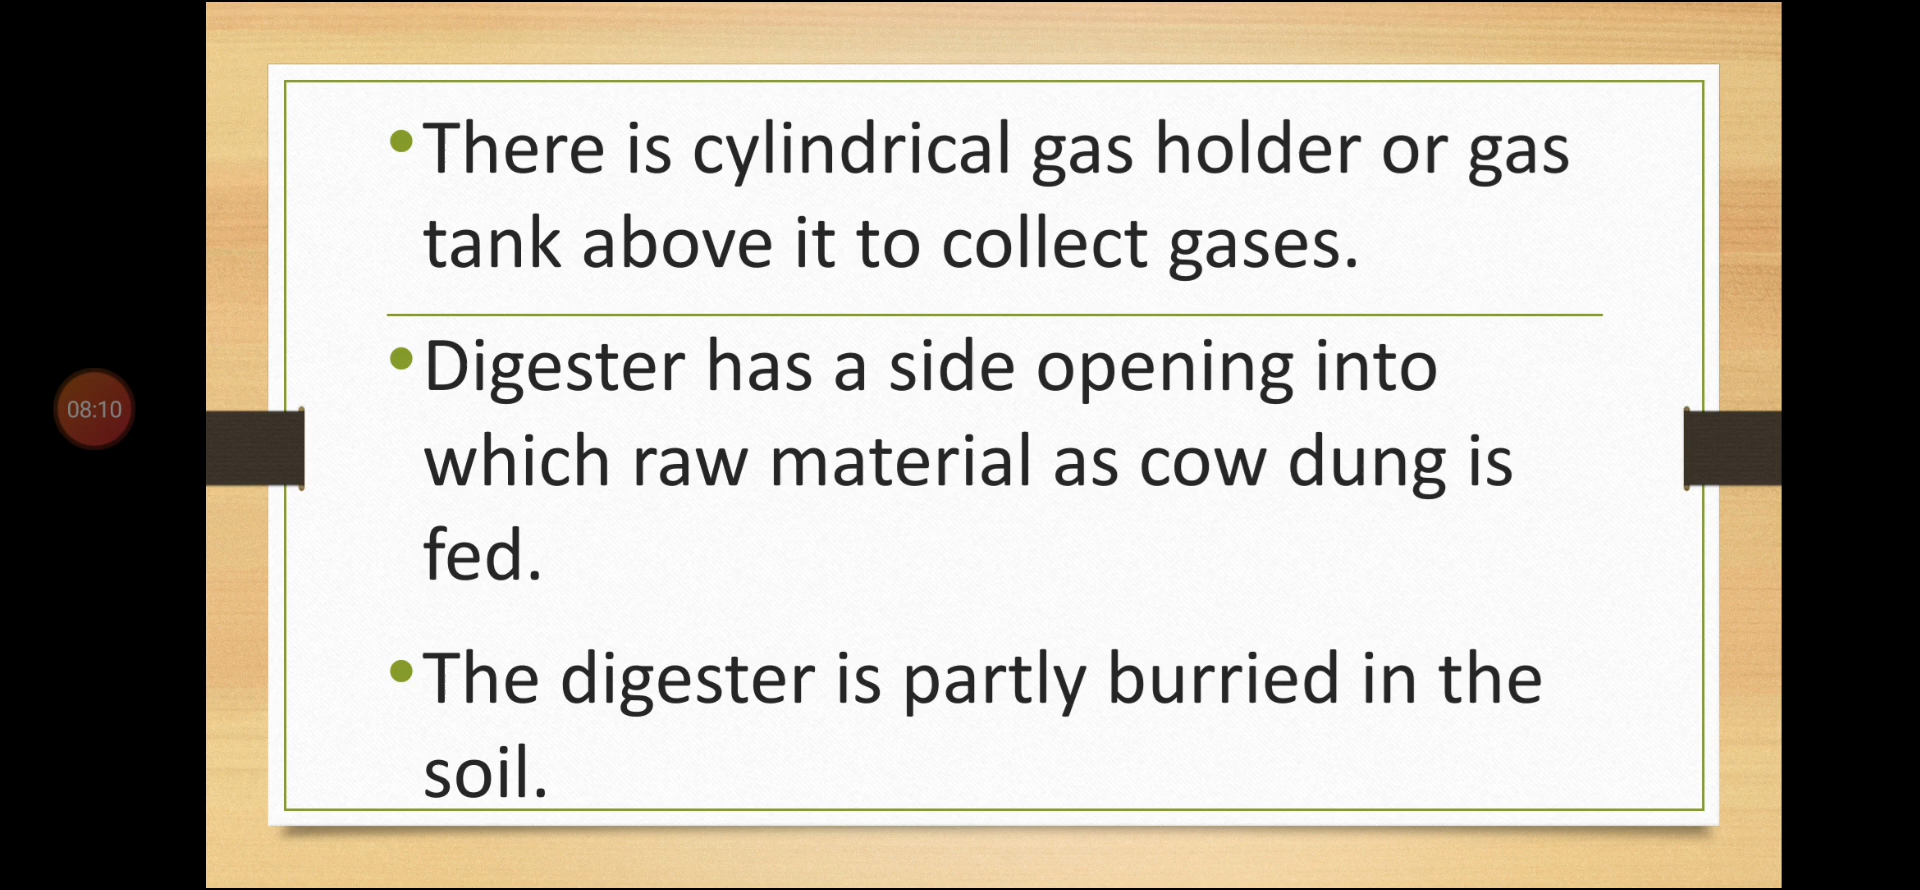 • There is cylindrical gas holder or gas
tank above it to collect gases.
• Digester has a side opening into
which raw material as cow dung is
fed.
• The digester is partly burried in the
soil.
08:10